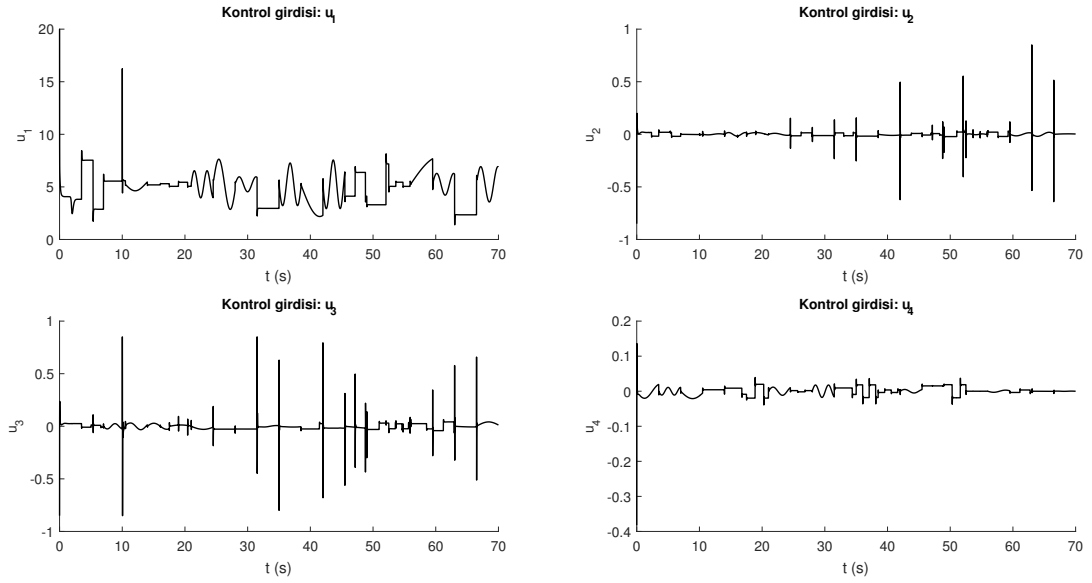 Kontrol girdisi: u1
20
15
10
5
0
u1
0 10 20 30 40 50 60 70
t (s)
Kontrol girdisi: u2
1
0.5
0
-0.5
-1
u2
0 10 20 30 40 50 60 70
t (s)
Kontrol girdisi: u3
1
0.5
0
-0.5
-1
u3
0 10 20 30 40 50 60 70
t (s)
Kontrol girdisi: u4
0.2
0.1
0
-0.1
-0.2
-0.3
-0.4
u4
0 10 20 30 40 50 60 70
t (s)